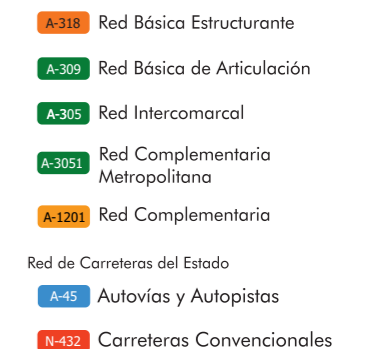 A-318 Red Básica Estructurante
A-309 Red Básica de Articulación
A-305 Red Intercomarcal
A-3051 Red Complementaria
Metropolitana
A-1201 Red Complementaria
Red de Carreteras del Estado
A-45 Autovías y Autopistas
N-432 Carreteras Convencionales